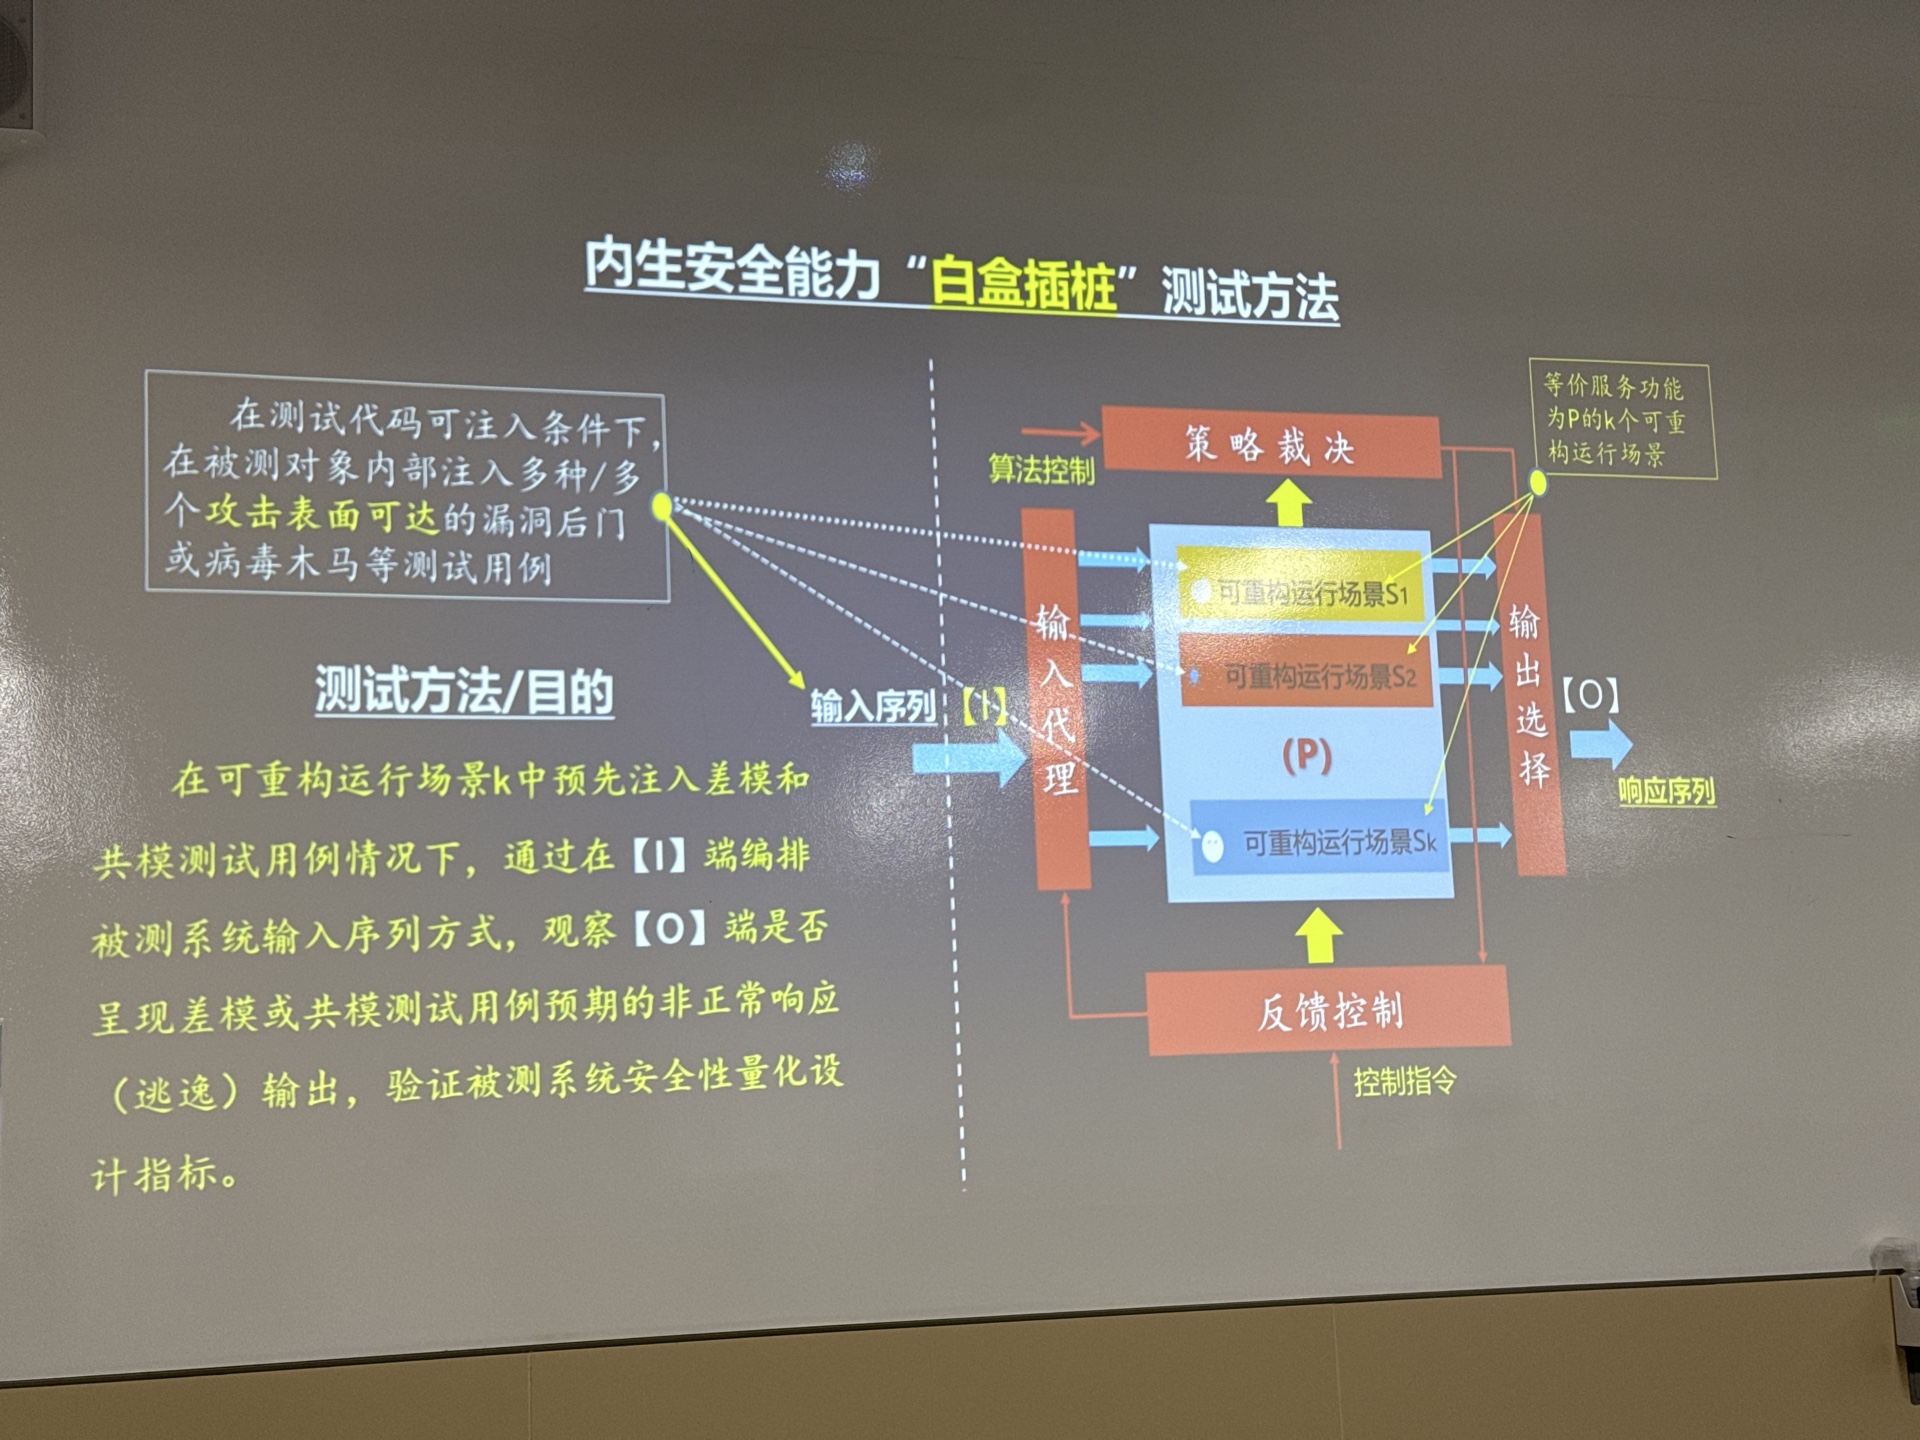 内生安全能力“白盒插桩”测试方法
在测试代码可注入条件下，
在被测对象内部注入多种/多
个攻击表面可达的漏洞后门
或病毒木马等测试用例
测试方法/目的
在可重构运行场景k中预先注入差模和
共模测试用例情况下，通过在【I】端编排
被测系统输入序列方式，观察【O】端是否
呈现差模或共模测试用例预期的非正常响应
（逃逸）输出，验证被测系统安全性量化设
计指标。
输入序列【I】
算法控制
策略裁决
输入代理
可重构运行场景S1
可重构运行场景S2
(P)
可重构运行场景Sk
反馈控制
控制指令
等价服务功能
为P的k个可重
构运行场景
输出选择
【O】
响应序列